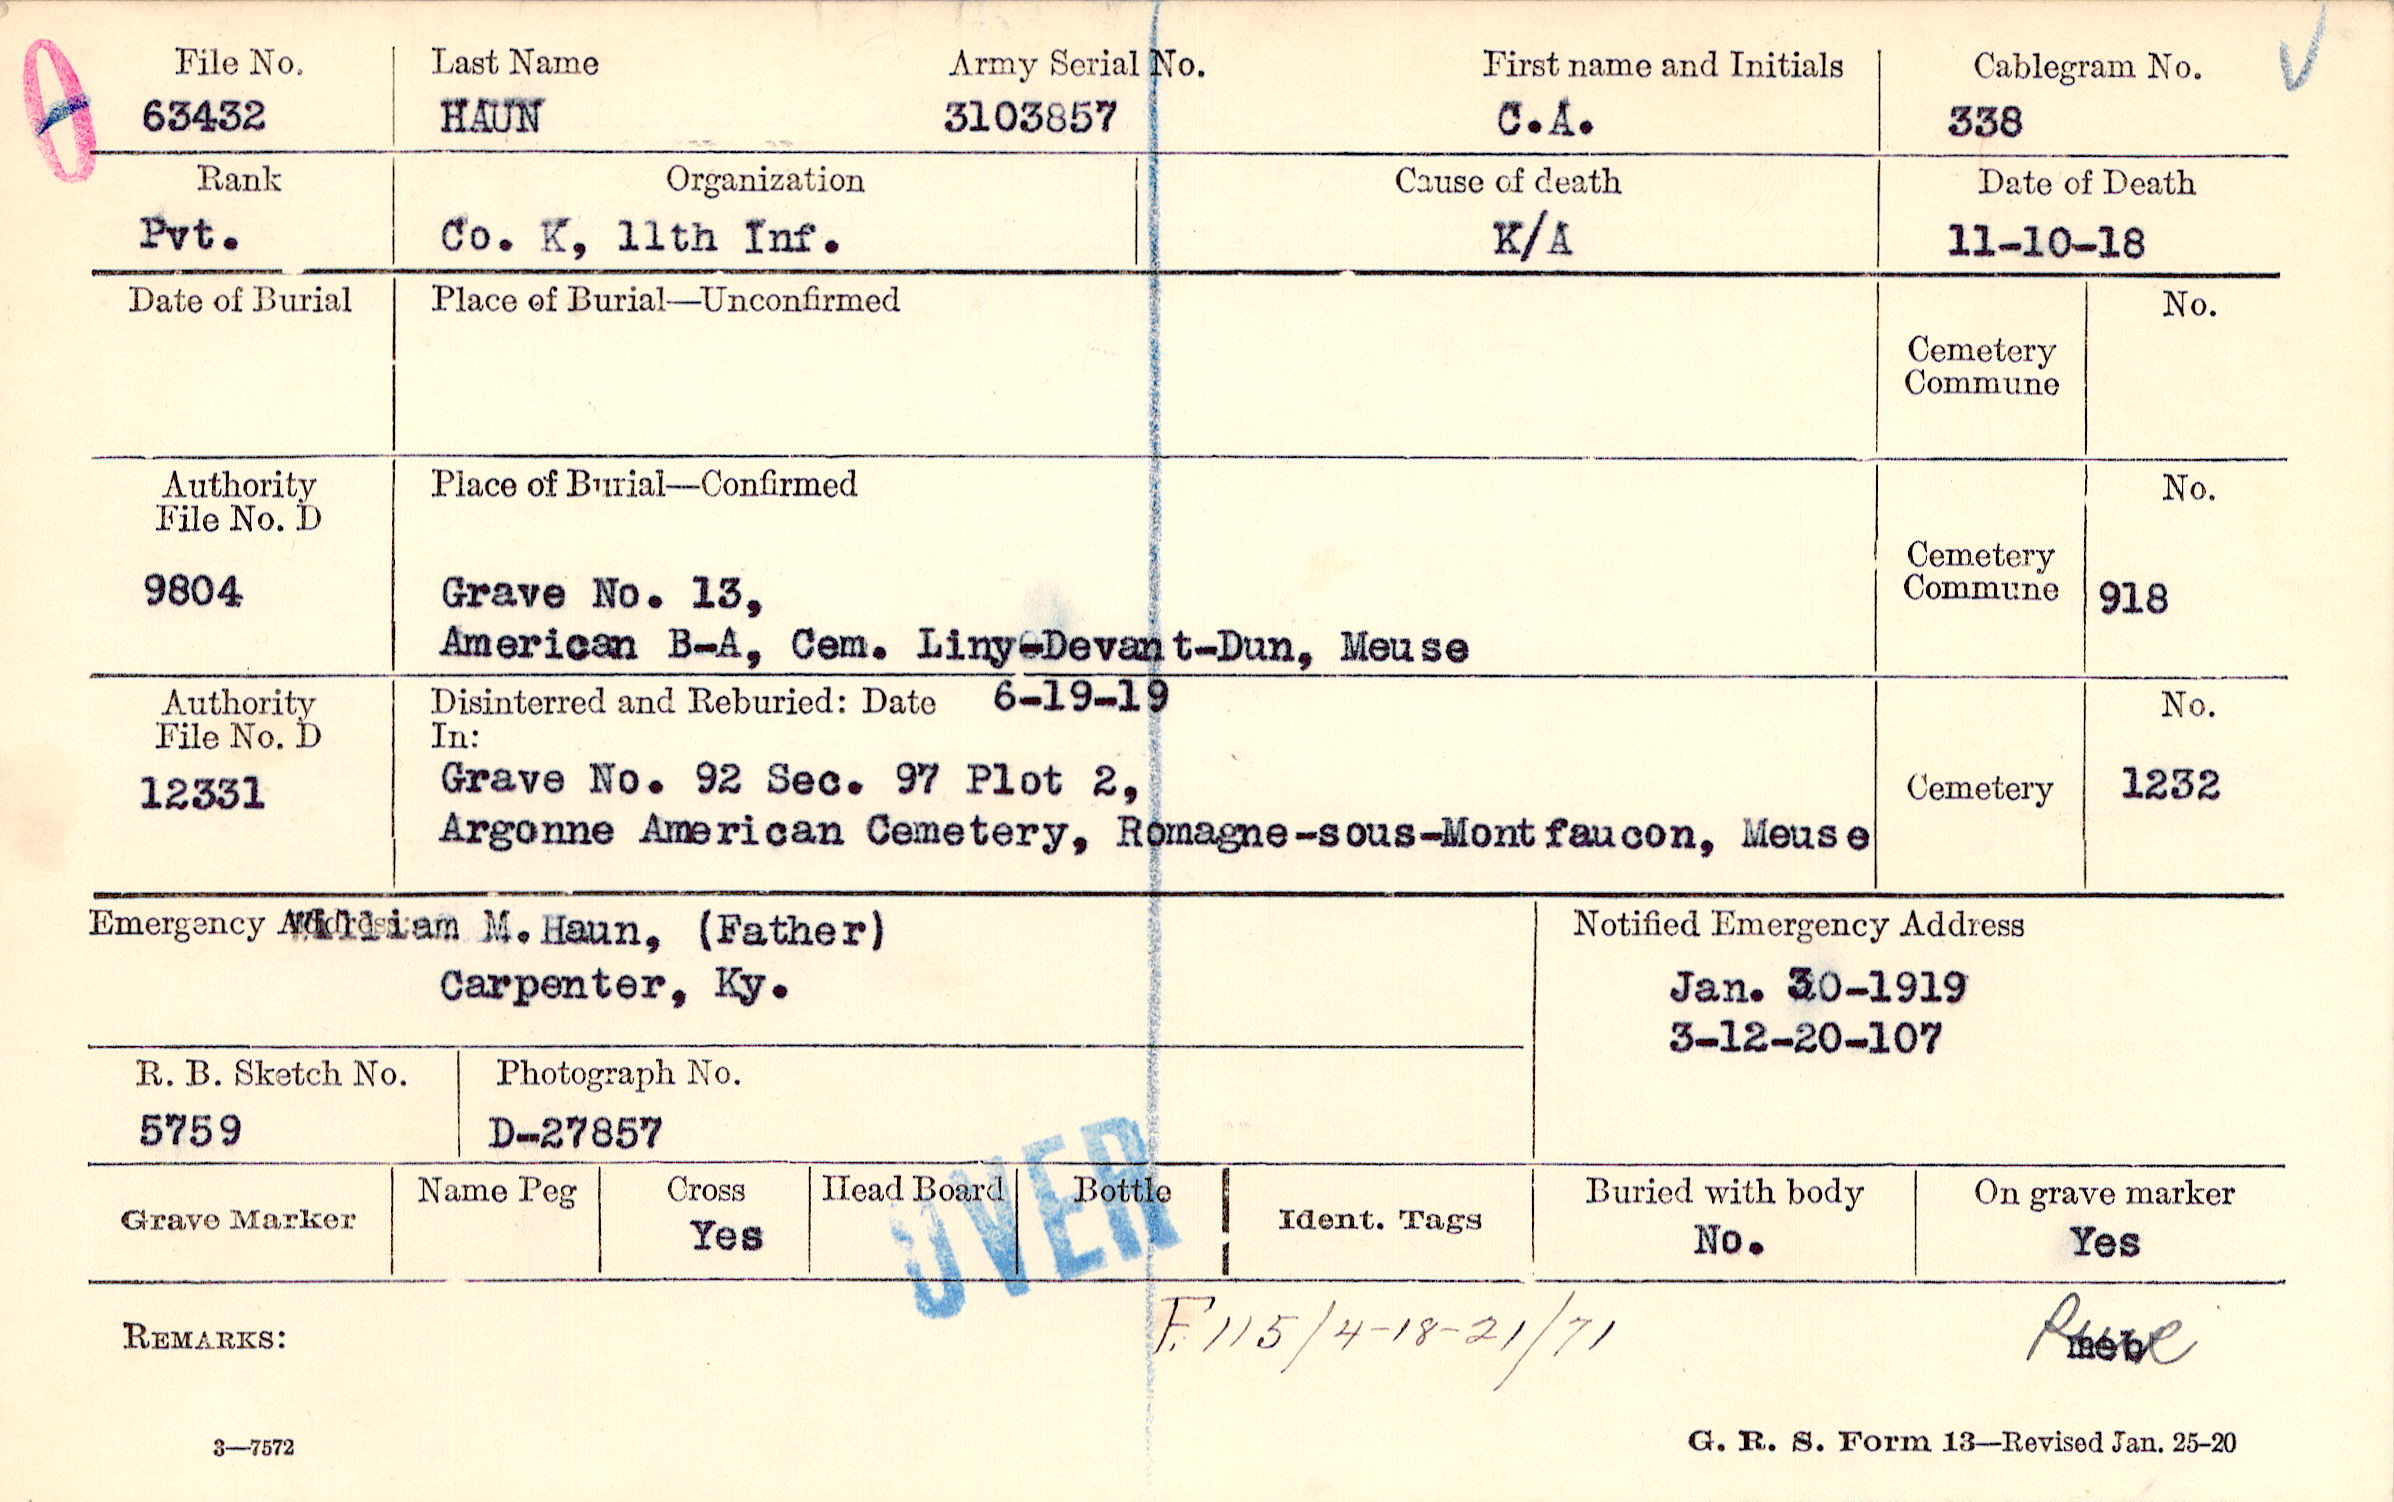 File No. Last Name Army Serial No. First name and Initials Cablegram No.
63432 HAUN 3103857 C.A. 338
Rank Organization Cause of death Date of Death
Pvt. Co. K, 11th Inf. K/A 11-10-18
Date of Burial Place of Burial—Unconfirmed No.
Cemetery
Commune
Authority Place of Burial—Confirmed No.
File No. D
Cemetery
Commune 918
9804 Grave No. 13,
American B-A, Cem. Liny-Devant-Dun, Meuse
Authority Disinterred and Reburied: Date 6-19-19 No.
File No. D In:
12331 Grave No. 92 Sec. 97 Plot 2, Cemetery 1232
Argonne American Cemetery, Romagne-sous-Montfaucon, Meuse
Emergency Address: William M. Haun, (Father) Notified Emergency Address
Carpenter, Ky. Jan. 30-1919
3-12-20-107
R. B. Sketch No. Photograph No.
5759 D-27857
OVER
Grave Marker Name Peg Cross Head Board Bottle Ident. Tags Buried with body On grave marker
Yes No. Yes
REMARKS: F. 115/4-18-21/71
meb
3—7572 G. R. S. Form 13—Revised Jan. 25-20